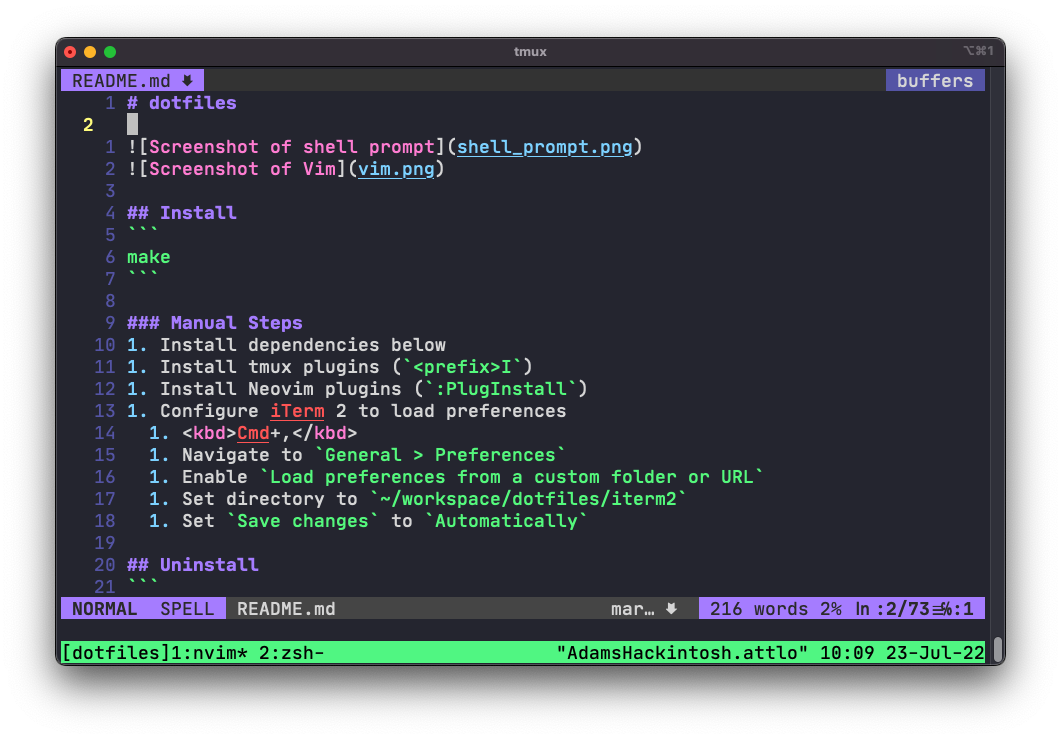 tmux
⌥⌘1
README.md buffers
1 # dotfiles
2
1 ![Screenshot of shell prompt](shell_prompt.png)
2 ![Screenshot of Vim](vim.png)
3
4 ## Install
5 ```
6 make
7 ```
8
9 ### Manual Steps
10 1. Install dependencies below
11 1. Install tmux plugins (`<prefix>I`)
12 1. Install Neovim plugins (`:PlugInstall`)
13 1. Configure iTerm 2 to load preferences
14   1. <kbd>Cmd+,</kbd>
15   1. Navigate to `General > Preferences`
16   1. Enable `Load preferences from a custom folder or URL`
17   1. Set directory to `~/workspace/dotfiles/iterm2`
18   1. Set `Save changes` to `Automatically`
19
20 ## Uninstall
21 ```
NORMAL SPELL README.md mar… 216 words 2% ln :2/73≡℅:1
[dotfiles]1:nvim* 2:zsh- "AdamsHackintosh.attlo" 10:09 23-Jul-22